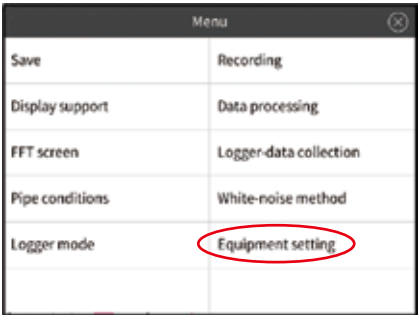 Menu
Save Recording
Display support Data processing
FFT screen Logger-data collection
Pipe conditions White-noise method
Logger mode Equipment setting